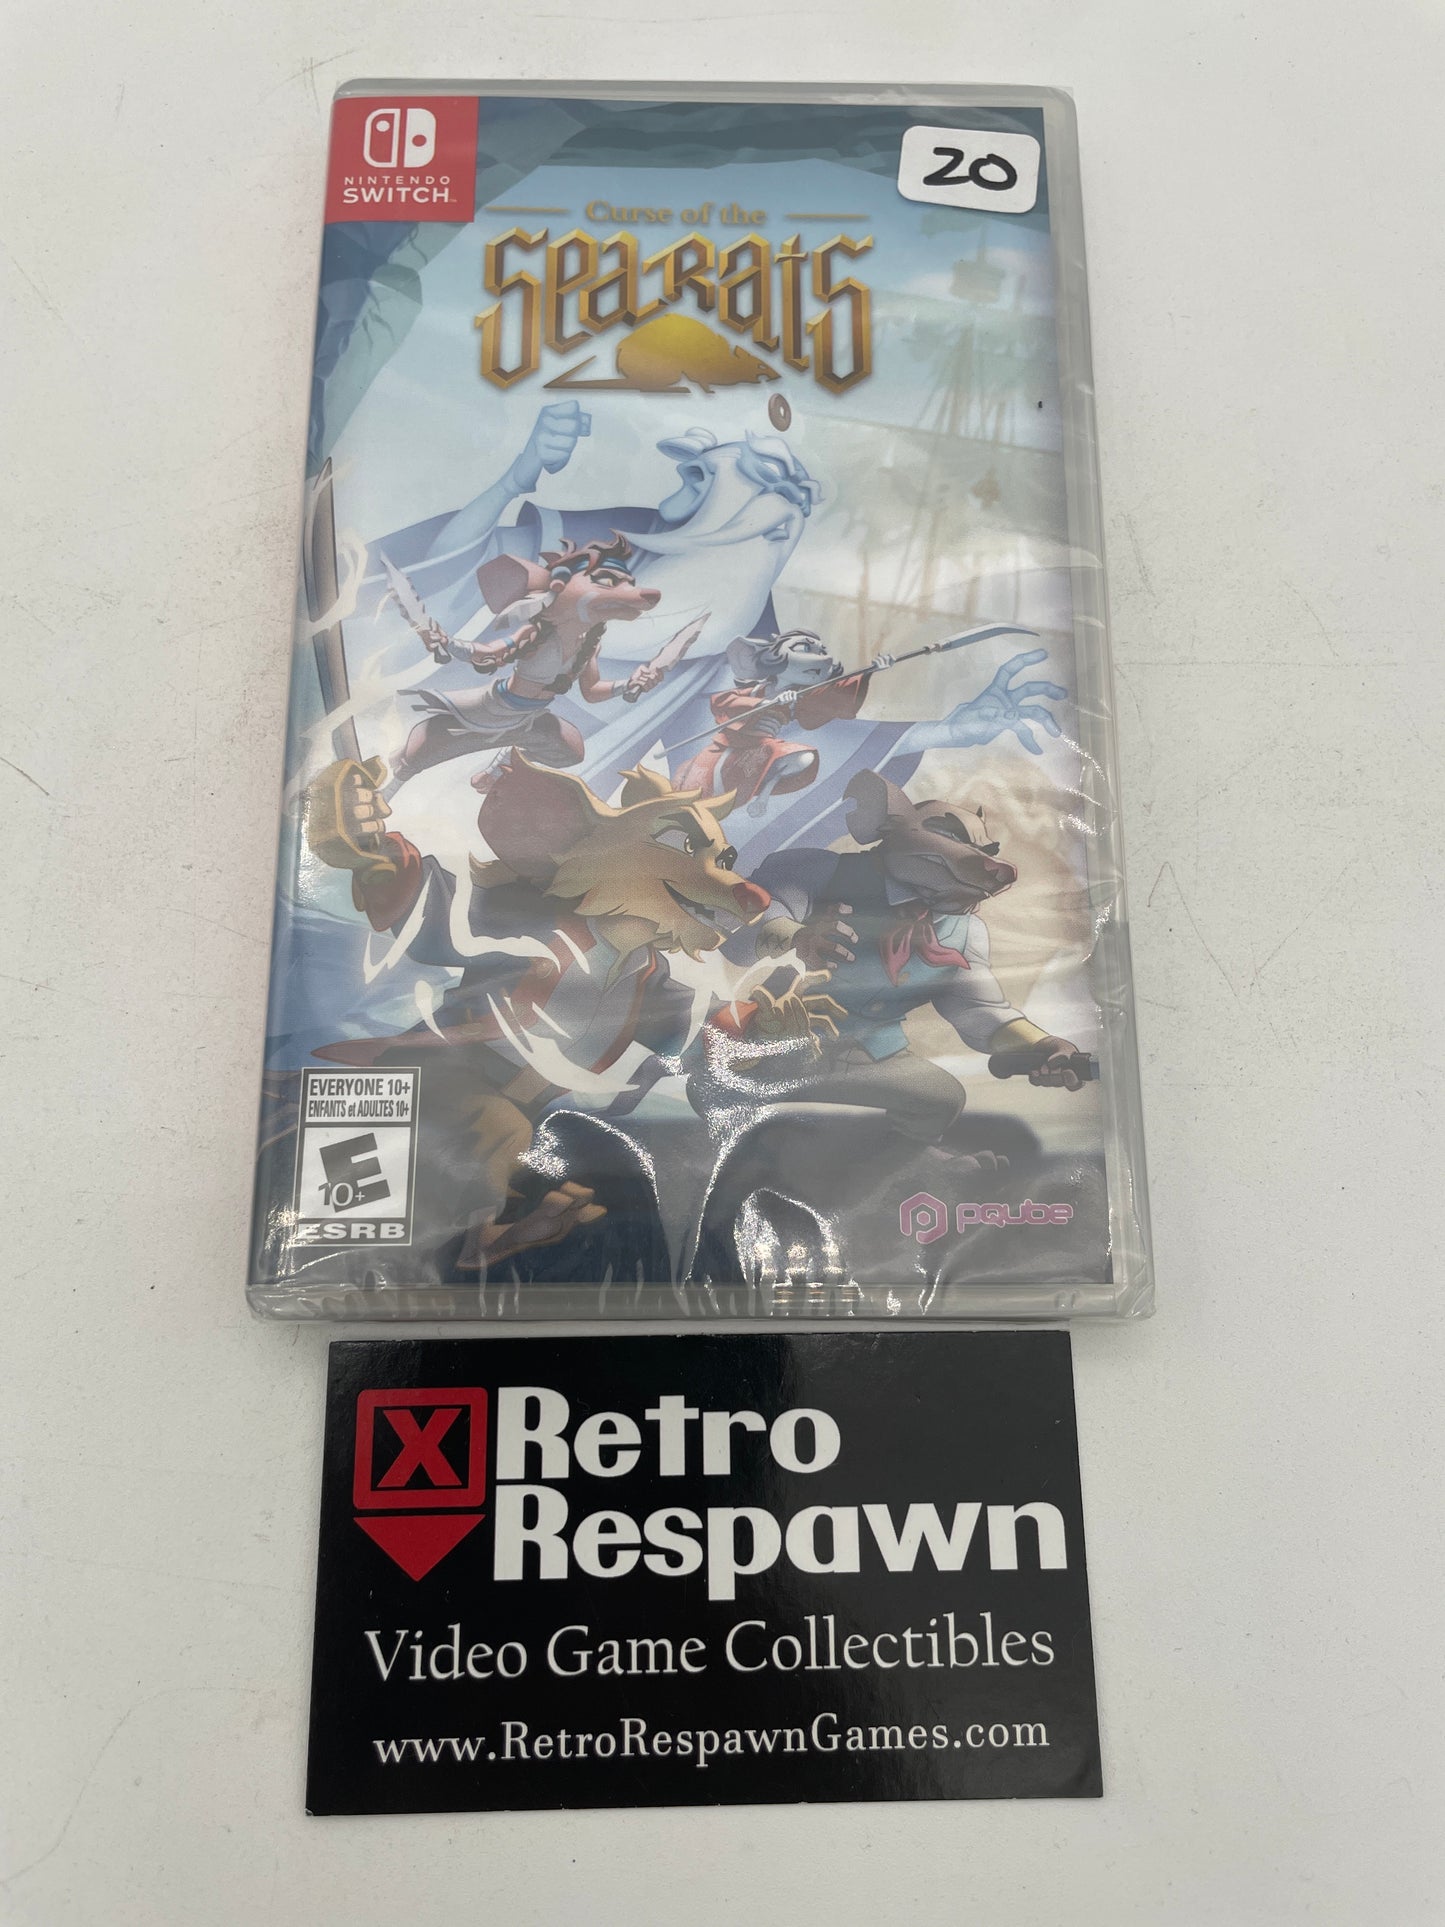 NINTENDO
SWITCH™
20
Curse of the
Sea Rats
EVERYONE 10+
ENFANTS et ADULTES 10+
E
10+
ESRB
PQube
X Retro
Respawn
Video Game Collectibles
www.RetroRespawnGames.com